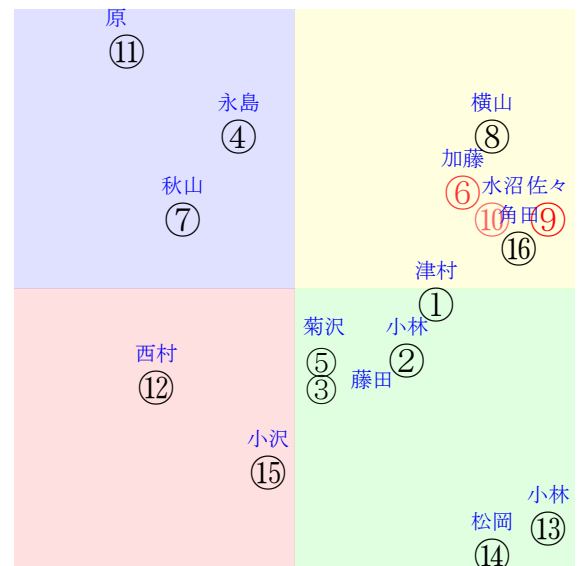 原
⑪
永島
④
横山
⑧
加藤
⑥
秋山
⑦
水沼
⑩
佐々
⑨
角田
⑯
津村
①
菊沢
⑤
小林
②
西村
⑫
藤田
③
小沢
⑮
小林
⑬
松岡
⑭